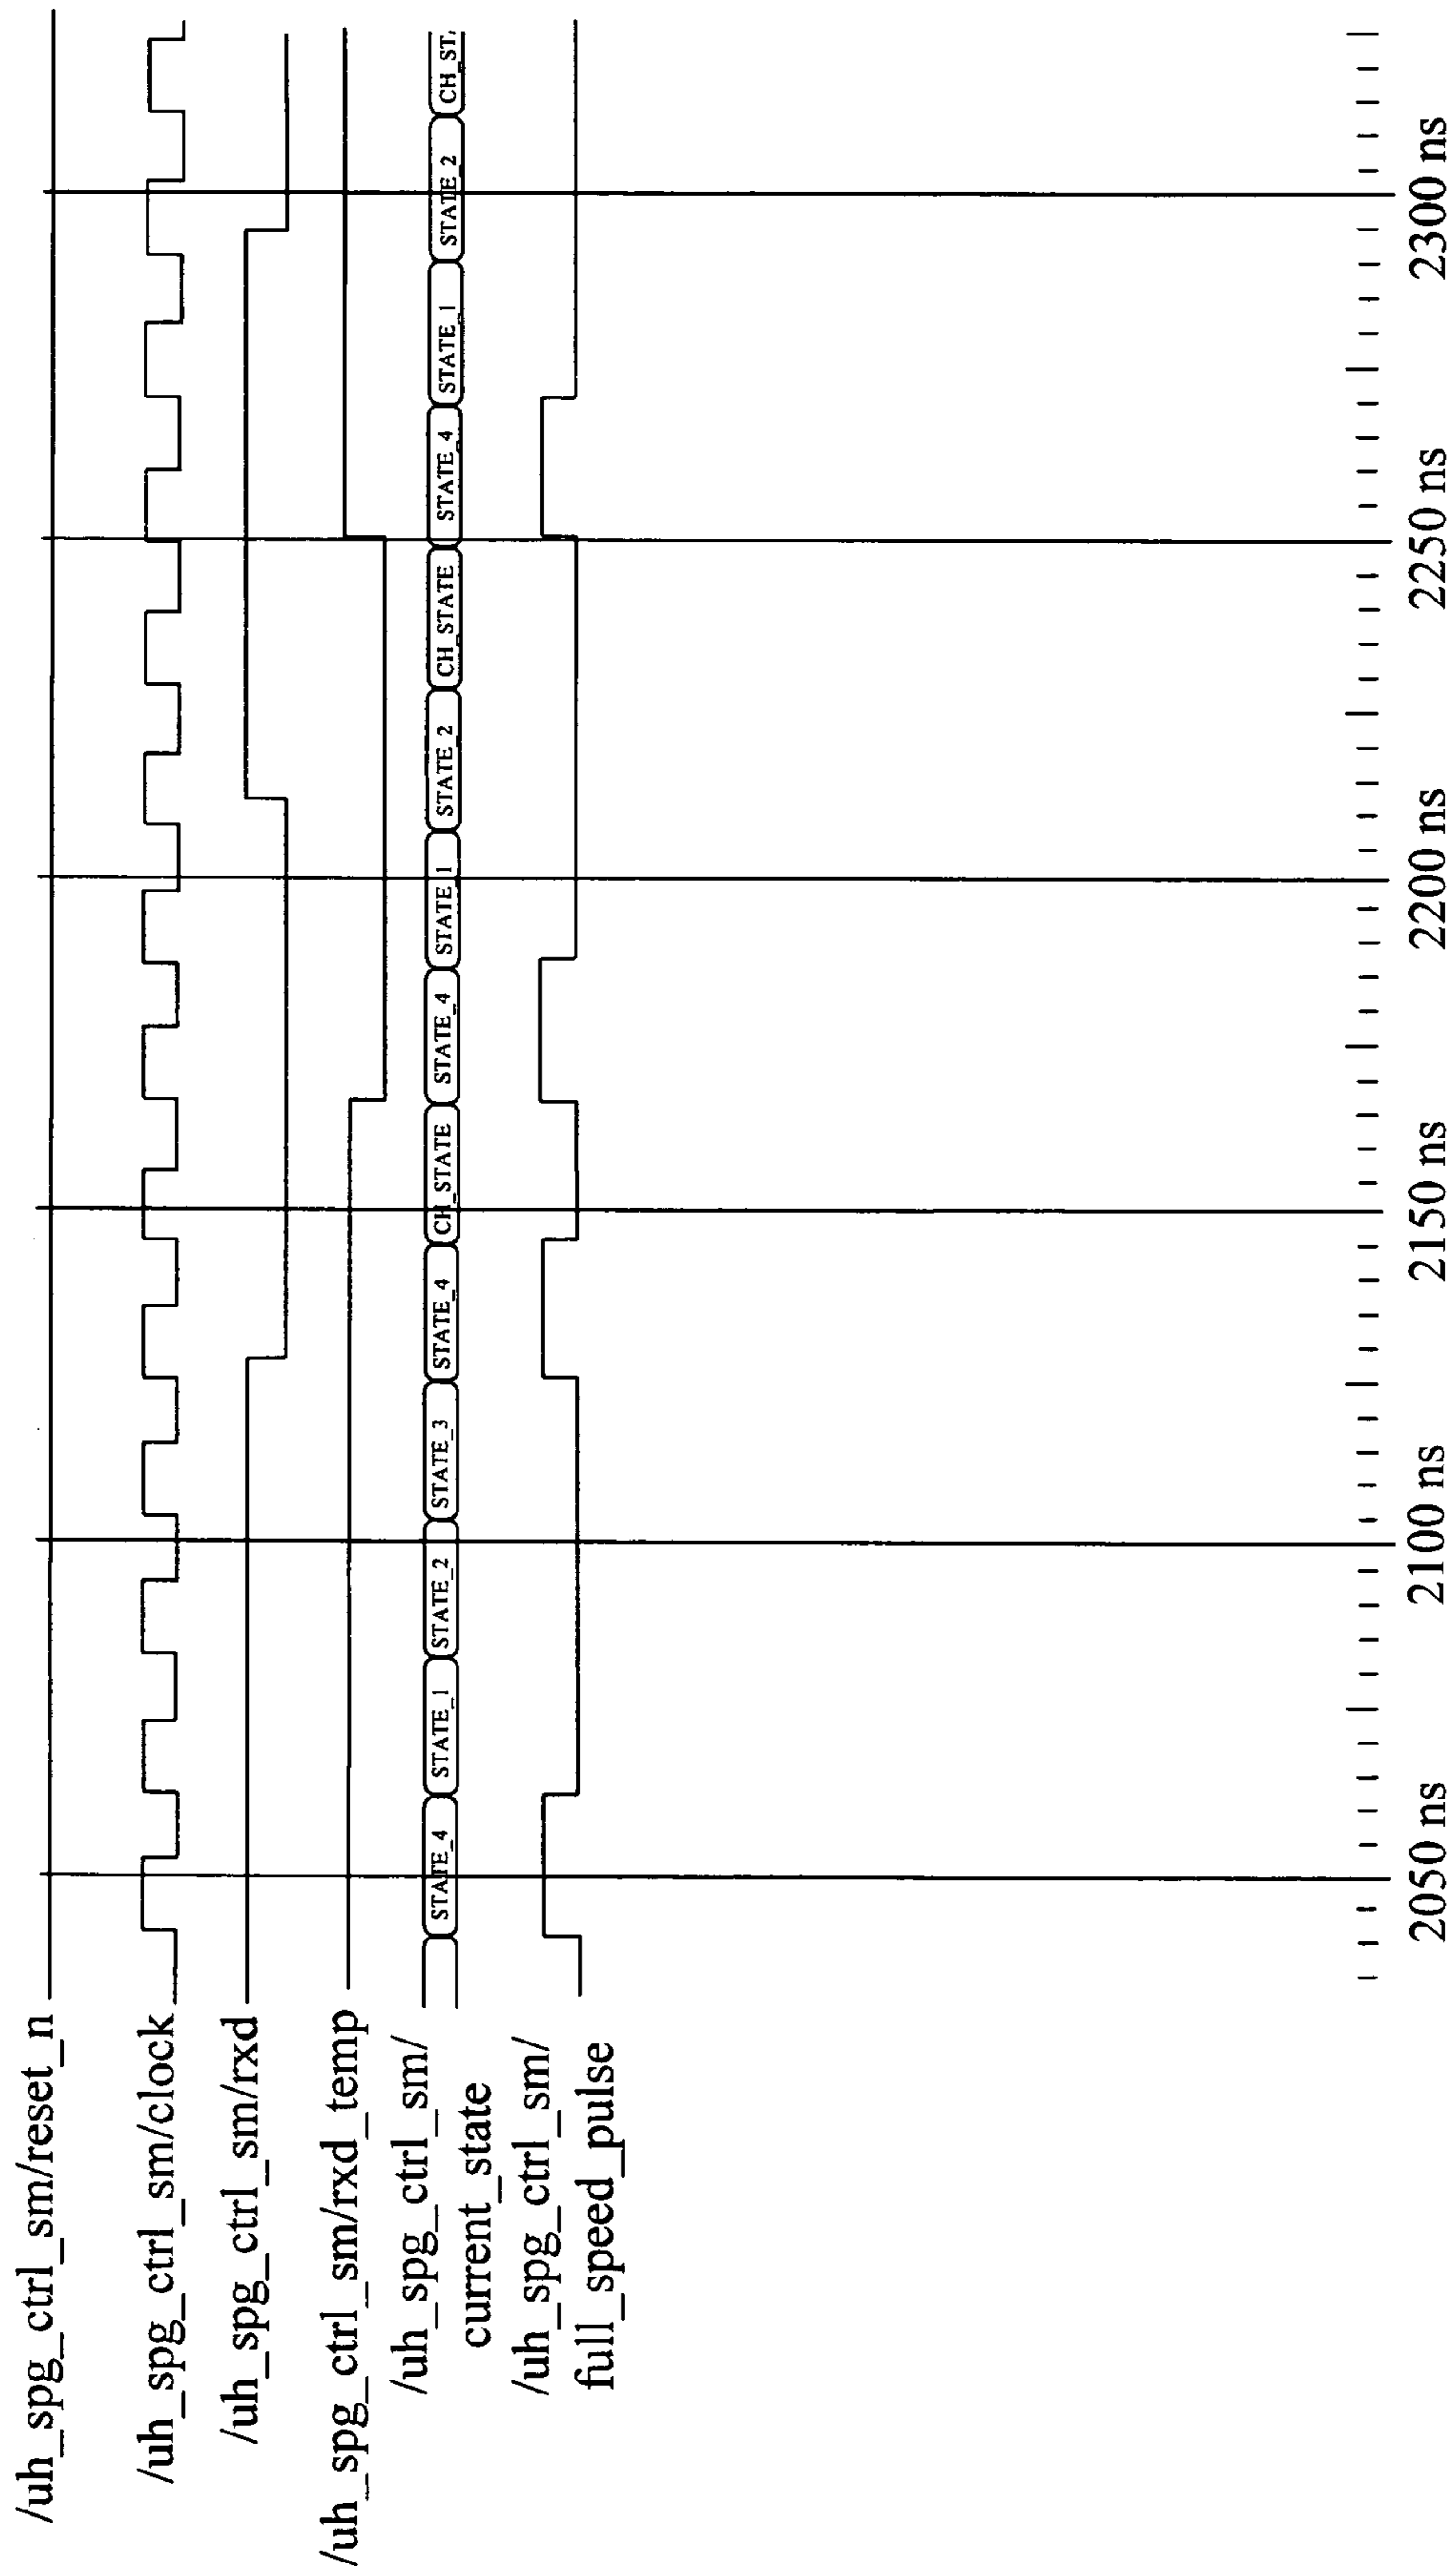 /uh_spg_ctrl_sm/reset_n
/uh_spg_ctrl_sm/clock
/uh_spg_ctrl_sm/rxd
/uh_spg_ctrl_sm/rxd_temp
/uh_spg_ctrl_sm/
current_state
STATE_4 STATE_1 STATE_2 STATE_3 STATE_4 CH_STATE STATE_4 STATE_1 STATE_2 CH_STATE STATE_4 STATE_1 STATE_2 CH_ST.
/uh_spg_ctrl_sm/
full_speed_pulse
2050 ns 2100 ns 2150 ns 2200 ns 2250 ns 2300 ns